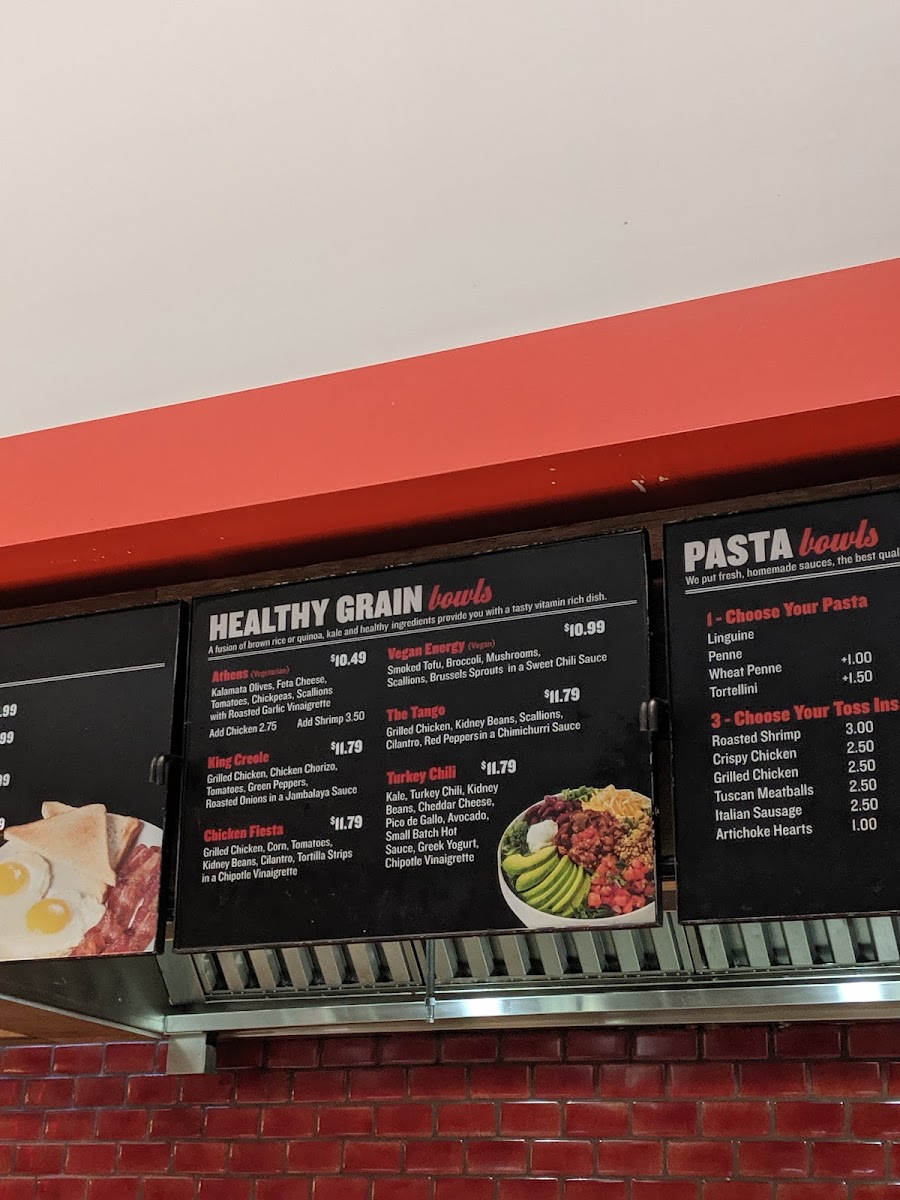 .99
99
9
9
HEALTHY GRAIN bowls
A fusion of brown rice or quinoa, kale and healthy ingredients provide you with a tasty vitamin rich dish.
Athens (Vegetarian) $10.49
Kalamata Olives, Feta Cheese,
Tomatoes, Chickpeas, Scallions
with Roasted Garlic Vinaigrette
Add Chicken 2.75 Add Shrimp 3.50
King Creole $11.79
Grilled Chicken, Chicken Chorizo,
Tomatoes, Green Peppers,
Roasted Onions in a Jambalaya Sauce
Chicken Fiesta $11.79
Grilled Chicken, Corn, Tomatoes,
Kidney Beans, Cilantro, Tortilla Strips
in a Chipotle Vinaigrette
Vegan Energy (Vegan) $10.99
Smoked Tofu, Broccoli, Mushrooms,
Scallions, Brussels Sprouts in a Sweet Chili Sauce
The Tango $11.79
Grilled Chicken, Kidney Beans, Scallions,
Cilantro, Red Peppers in a Chimichurri Sauce
Turkey Chili $11.79
Kale, Turkey Chili, Kidney
Beans, Cheddar Cheese,
Pico de Gallo, Avocado,
Small Batch Hot
Sauce, Greek Yogurt,
Chipotle Vinaigrette
PASTA bowls
We put fresh, homemade sauces, the best qual
1 - Choose Your Pasta
Linguine
Penne
Wheat Penne +1.00
Tortellini +1.50
3 - Choose Your Toss Ins
Roasted Shrimp 3.00
Crispy Chicken 2.50
Grilled Chicken 2.50
Tuscan Meatballs 2.50
Italian Sausage 2.50
Artichoke Hearts 1.00